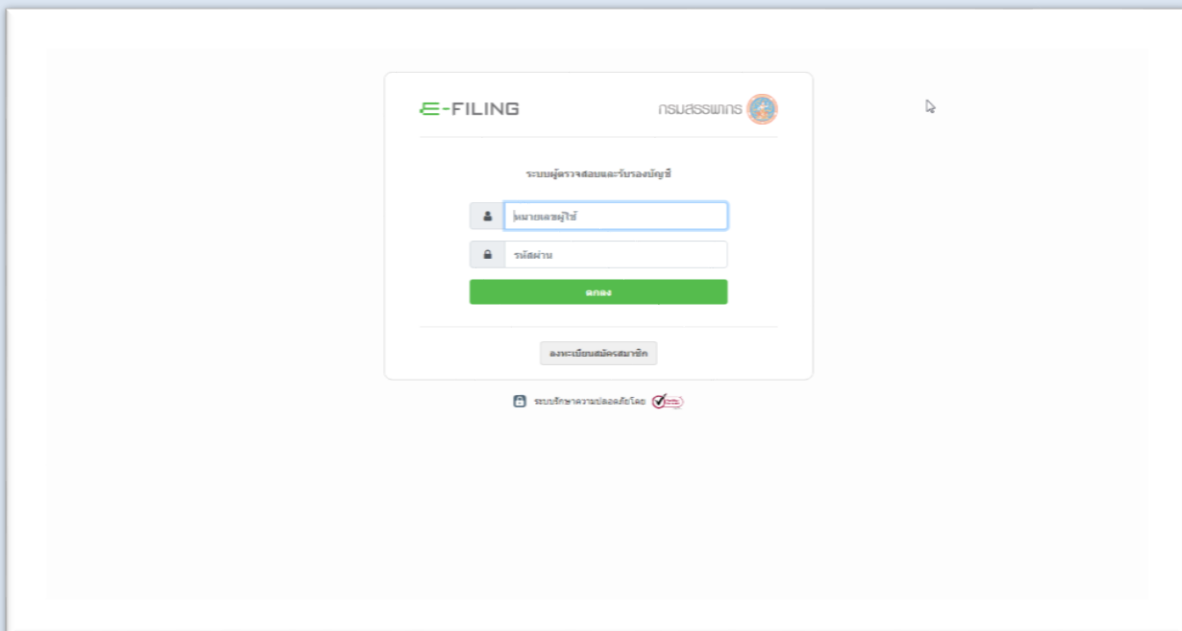 E-FILING
กรมสรรพากร
ระบบผู้ตรวจสอบและรับรองบัญชี
หมายเลขผู้ใช้
รหัสผ่าน
ตกลง
ลงทะเบียนสมัครสมาชิก
ระบบรักษาความปลอดภัยโดย